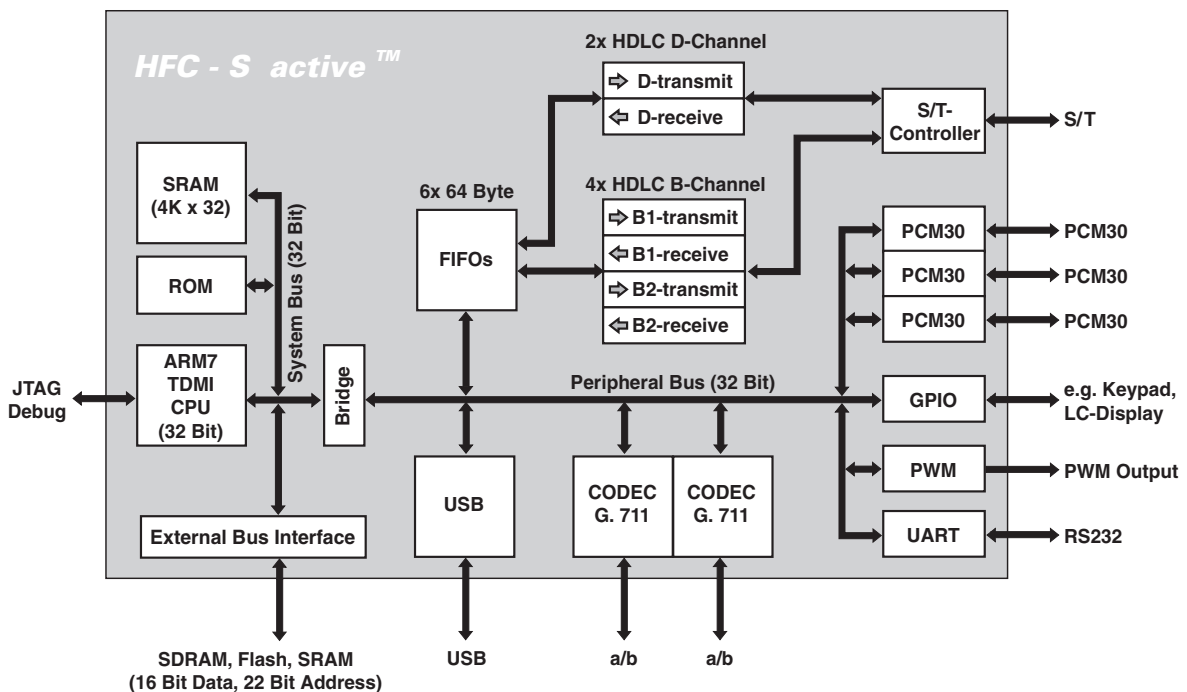 HFC - S active ™
2x HDLC D-Channel
D-transmit
D-receive
S/T-
Controller
S/T
SRAM
(4K x 32)
ROM
System Bus (32 Bit)
6x 64 Byte
FIFOs
4x HDLC B-Channel
B1-transmit
B1-receive
B2-transmit
B2-receive
PCM30
PCM30
PCM30
PCM30
PCM30
PCM30
JTAG
Debug
ARM7
TDMI
CPU
(32 Bit)
Bridge
Peripheral Bus (32 Bit)
GPIO
e.g. Keypad,
LC-Display
USB
CODEC
G. 711
CODEC
G. 711
PWM
PWM Output
External Bus Interface
UART
RS232
SDRAM, Flash, SRAM
(16 Bit Data, 22 Bit Address)
USB
a/b
a/b